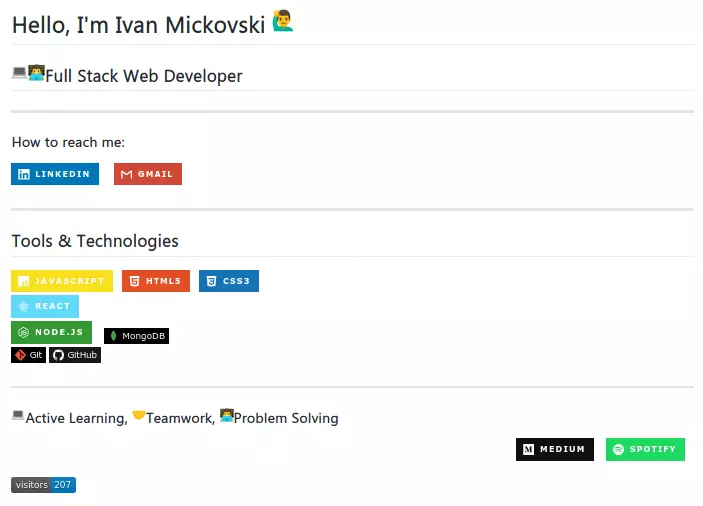 Hello, I'm Ivan Mickovski
Full Stack Web Developer
How to reach me:
LINKEDIN GMAIL
Tools & Technologies
JAVASCRIPT HTML5 CSS3
REACT
NODE.JS MongoDB
Git GitHub
Active Learning, Teamwork, Problem Solving
MEDIUM SPOTIFY
visitors 207